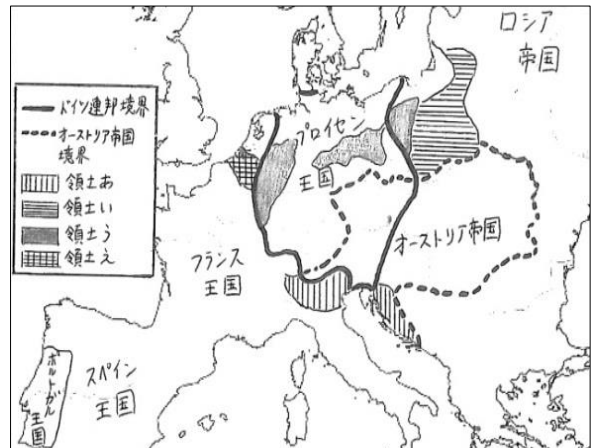 ロシア
帝国
ドイツ連邦境界
オーストリア帝国
境界
領土あ
領土い
領土う
領土え
プロイセン
王国
オーストリア帝国
フランス
王国
ポルトガル
王国
スペイン
王国